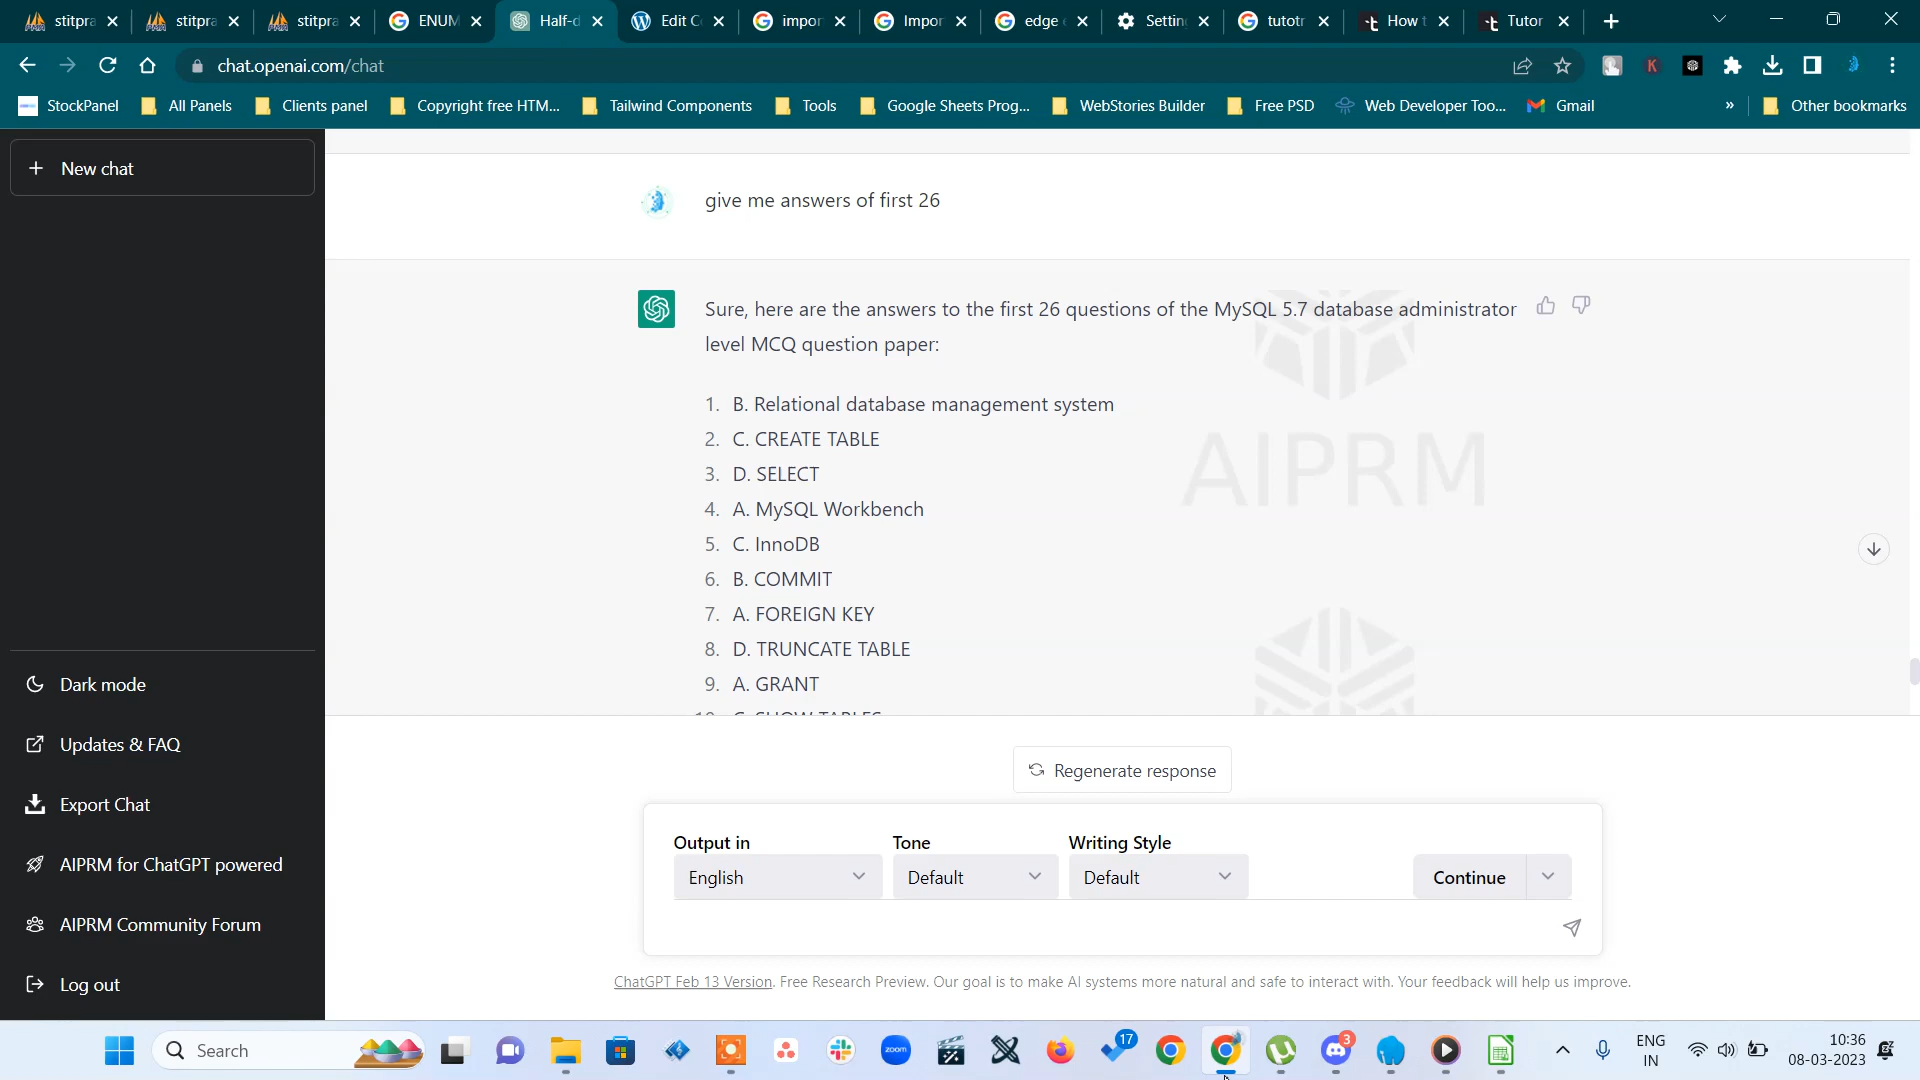 stitpra
stitpra
stitpra
ENUM
Half-d
Edit C
impor
Impor
edge
Settin
tutotr
How t
Tutor
chat.openai.com/chat
K
StockPanel
All Panels
Clients panel
Copyright free HTM...
Tailwind Components
Tools
Google Sheets Prog...
WebStories Builder
Free PSD
Web Developer Too...
Gmail
»
Other bookmarks
New chat
give me answers of first 26
Sure, here are the answers to the first 26 questions of the MySQL 5.7 database administrator
level MCQ question paper:
1. B. Relational database management system
2. C. CREATE TABLE
3. D. SELECT
4. A. MySQL Workbench
5. C. InnoDB
6. B. COMMIT
7. A. FOREIGN KEY
8. D. TRUNCATE TABLE
9. A. GRANT
10. C. SHOW TABLES
AIPRM
Dark mode
Updates & FAQ
Export Chat
AIPRM for ChatGPT powered
AIPRM Community Forum
Log out
Regenerate response
Output in
Tone
Writing Style
English
Default
Default
Continue
ChatGPT Feb 13 Version. Free Research Preview. Our goal is to make AI systems more natural and safe to interact with. Your feedback will help us improve.
Search
zoom
17
3
ENG
IN
10:36
08-03-2023